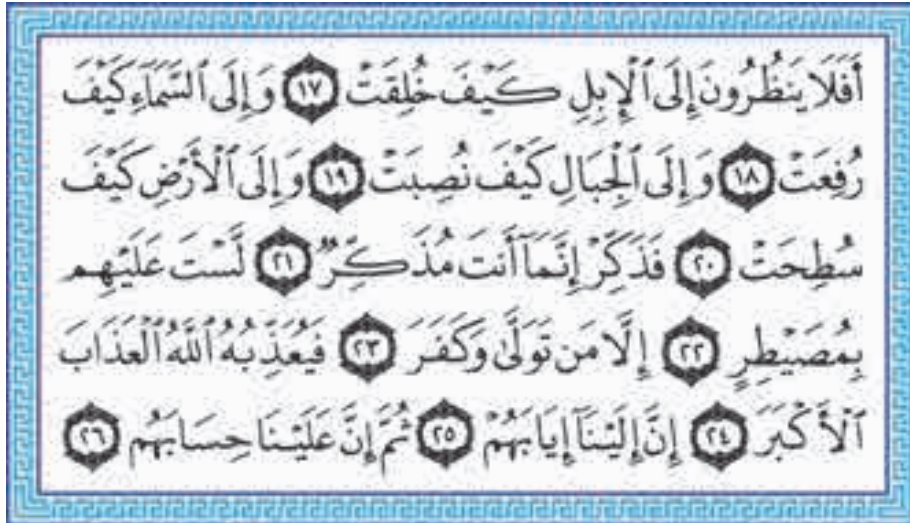 أَفَلَا يَنظُرُونَ إِلَى ٱلْإِبِلِ كَيْفَ خُلِقَتْ ١٧ وَإِلَى ٱلسَّمَآءِ كَيْفَ
رُفِعَتْ ١٨ وَإِلَى ٱلْجِبَالِ كَيْفَ نُصِبَتْ ١٩ وَإِلَى ٱلْأَرْضِ كَيْفَ
سُطِحَتْ ٢٠ فَذَكِّرْ إِنَّمَآ أَنتَ مُذَكِّرٌ ٢١ لَّسْتَ عَلَيْهِم
بِمُصَيْطِرٍ ٢٢ إِلَّا مَن تَوَلَّىٰ وَكَفَرَ ٢٣ فَيُعَذِّبُهُ ٱللَّهُ ٱلْعَذَابَ
ٱلْأَكْبَرَ ٢٤ إِنَّ إِلَيْنَآ إِيَابَهُمْ ٢٥ ثُمَّ إِنَّ عَلَيْنَا حِسَابَهُم ٢٦